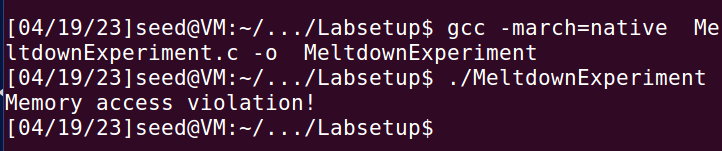 [04/19/23]seed@VM:~/.../Labsetup$ gcc -march=native  Me
ltdownExperiment.c -o  MeltdownExperiment
[04/19/23]seed@VM:~/.../Labsetup$ ./MeltdownExperiment
Memory access violation!
[04/19/23]seed@VM:~/.../Labsetup$